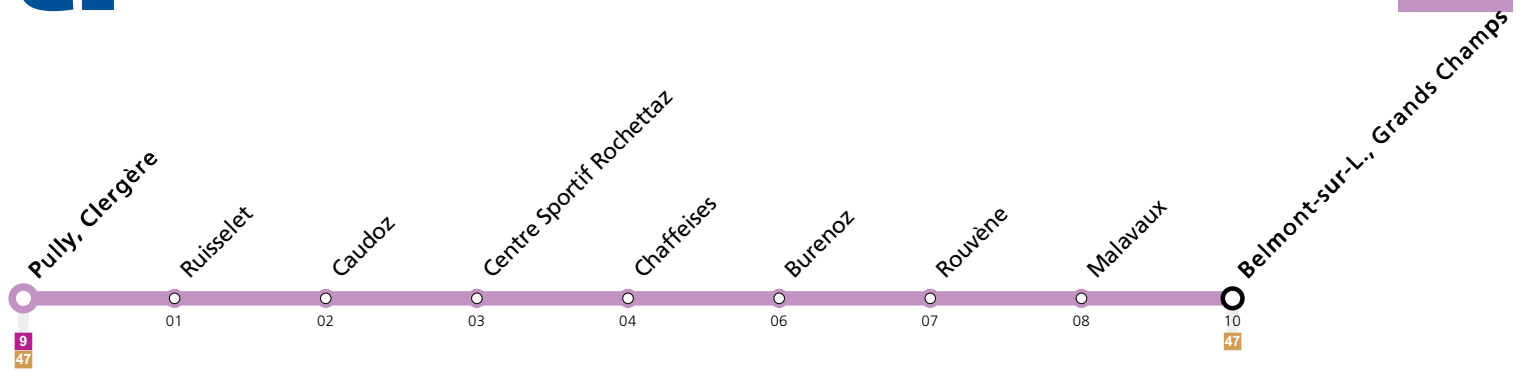 Pully, Clergère
Ruisselet
Caudoz
Centre Sportif Rochettaz
Chaffeises
Burenoz
Rouvène
Malavaux
Belmont-sur-L., Grands Champs
01
02
03
04
06
07
08
10
9
47
47